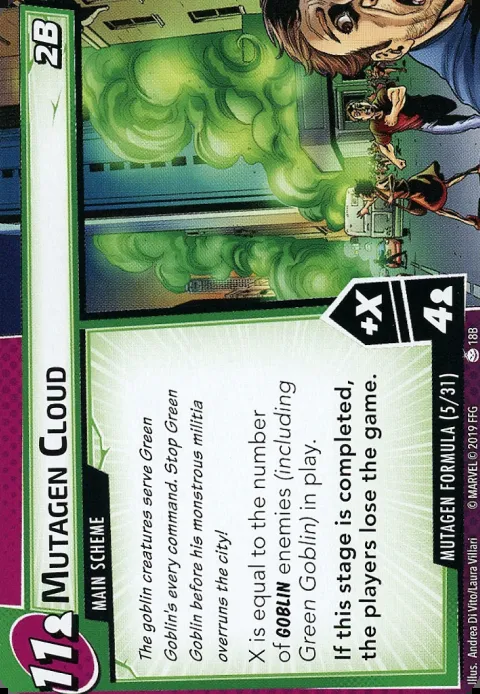 11
MUTAGEN CLOUD
2B
MAIN SCHEME
The goblin creatures serve Green
Goblin's every command. Stop Green
Goblin before his monstrous militia
overruns the city!
X is equal to the number
of GOBLIN enemies (including
Green Goblin) in play.
If this stage is completed,
the players lose the game.
+X
4
MUTAGEN FORMULA (5/31)
Illus. Andrea Di Vito/Laura Villari
© MARVEL © 2019 FFG
18B